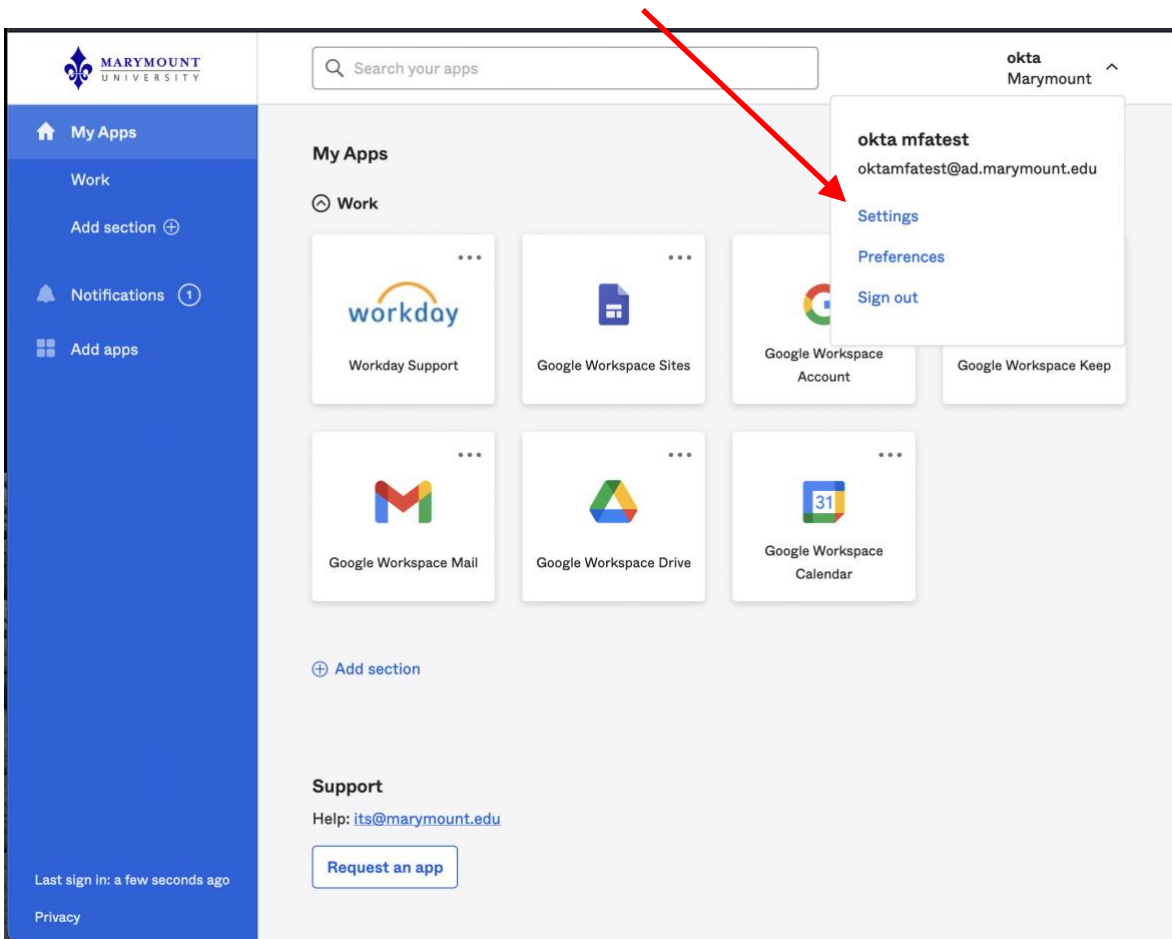 MARYMOUNT
UNIVERSITY
Search your apps
okta
Marymount
My Apps
Work
Add section
Notifications 1
Add apps
My Apps
Work
okta mfatest
oktamfatest@ad.marymount.edu
Settings
Preferences
Sign out
workday
Workday Support
Google Workspace Sites
Google Workspace
Account
Google Workspace Keep
Google Workspace Mail
Google Workspace Drive
31
Google Workspace
Calendar
Add section
Support
Help: its@marymount.edu
Request an app
Last sign in: a few seconds ago
Privacy